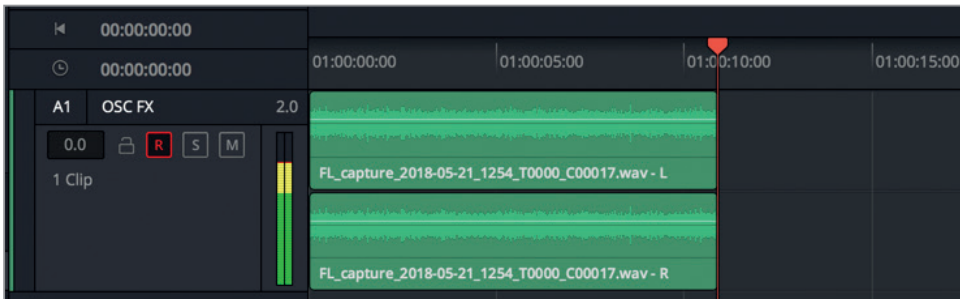 00:00:00:00
00:00:00:00
01:00:00:00 01:00:05:00 01:00:10:00 01:00:15:00
A1 OSC FX 2.0
0.0 R S M
1 Clip
FL_capture_2018-05-21_1254_T0000_C00017.wav - L
FL_capture_2018-05-21_1254_T0000_C00017.wav - R